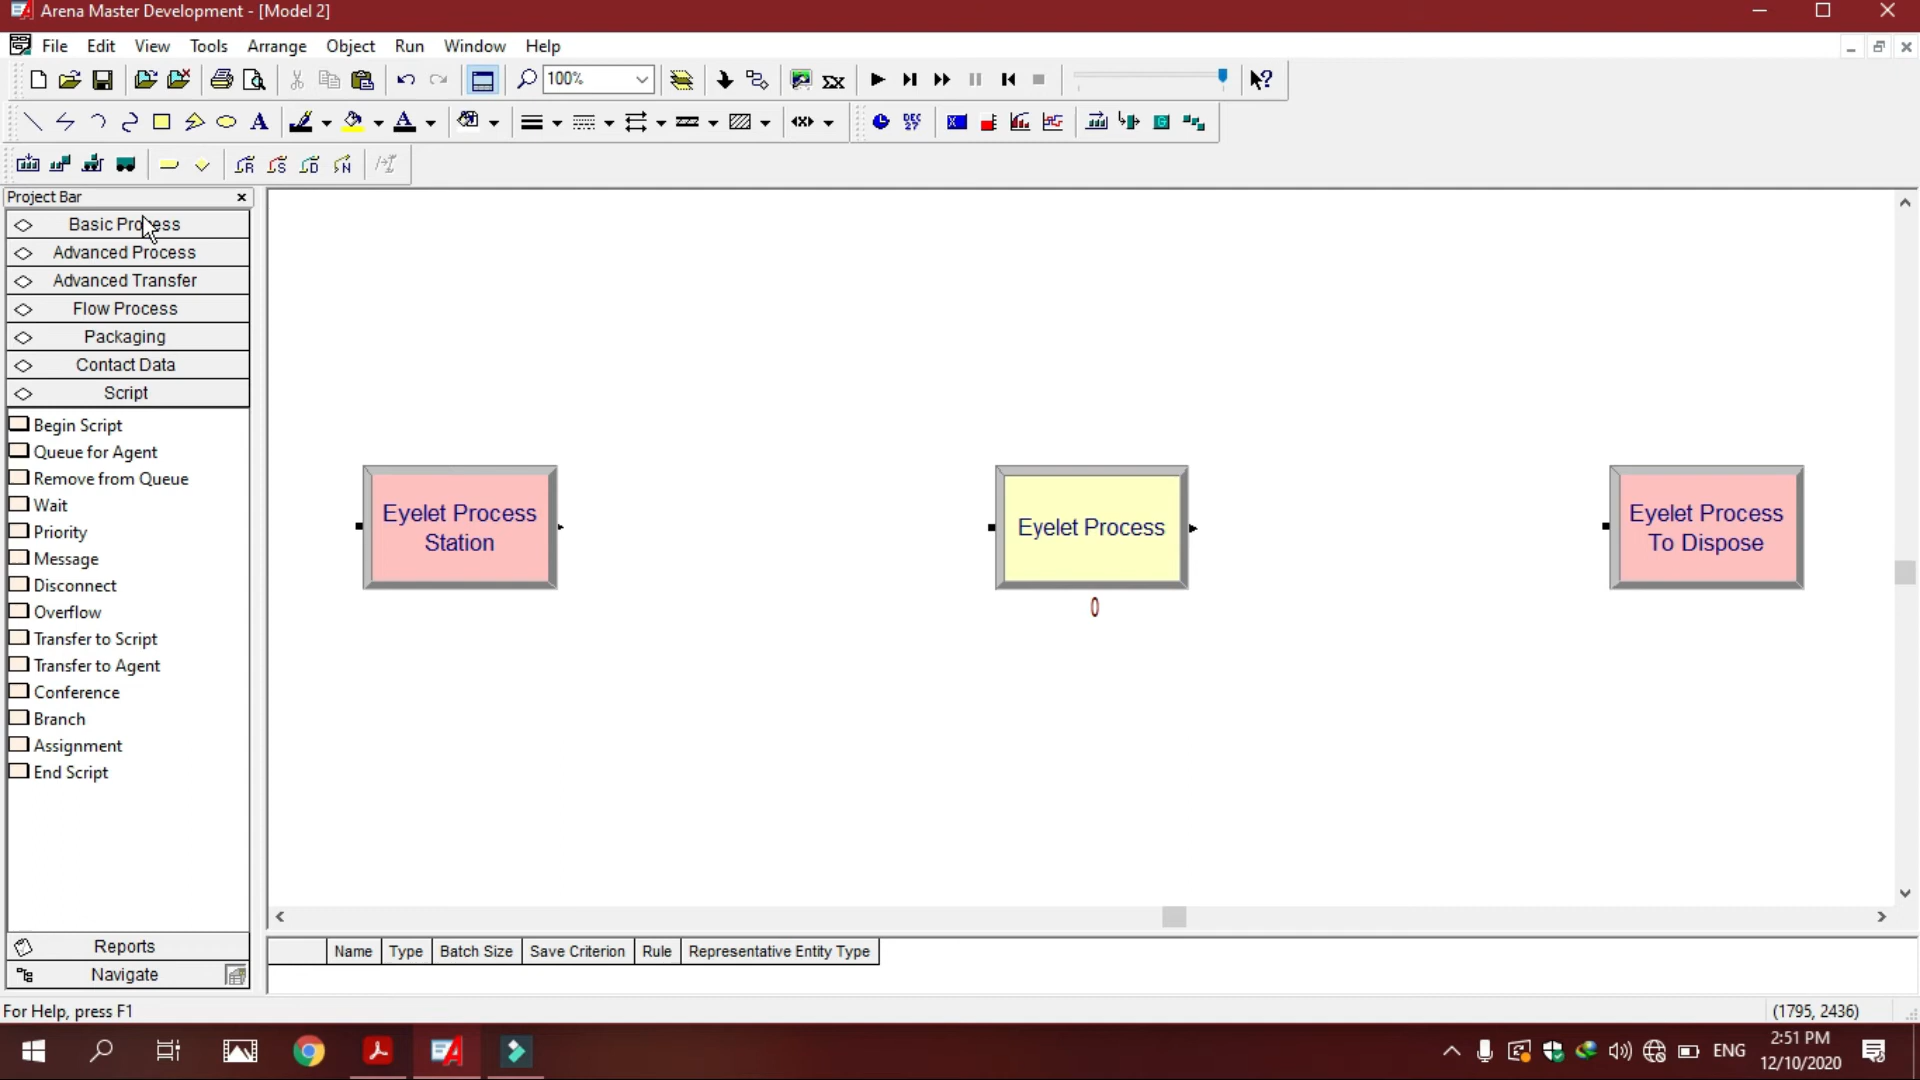 Arena Master Development - [Model 2]
File Edit View Tools Arrange Object Run Window Help
100%
Project Bar
Basic Process
Advanced Process
Advanced Transfer
Flow Process
Packaging
Contact Data
Script
Begin Script
Queue for Agent
Remove from Queue
Wait
Priority
Message
Disconnect
Overflow
Transfer to Script
Transfer to Agent
Conference
Branch
Assignment
End Script
Reports
Navigate
Eyelet Process
Station
Eyelet Process
0
Eyelet Process
To Dispose
Name Type Batch Size Save Criterion Rule Representative Entity Type
For Help, press F1
(1795, 2436)
ENG
2:51 PM
12/10/2020